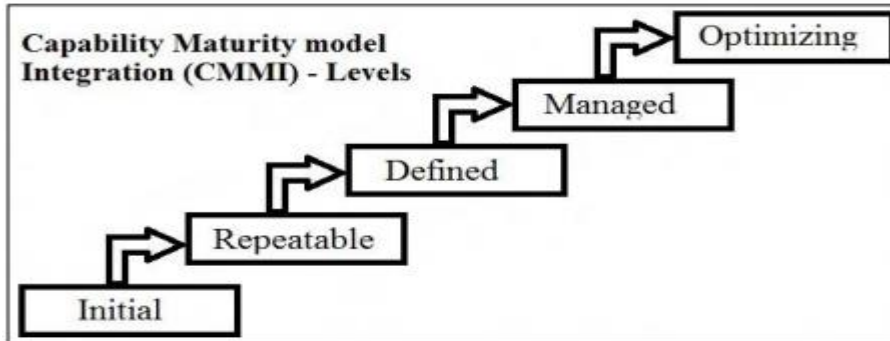 Capability Maturity model
Integration (CMMI) - Levels
Optimizing
Managed
Defined
Repeatable
Initial